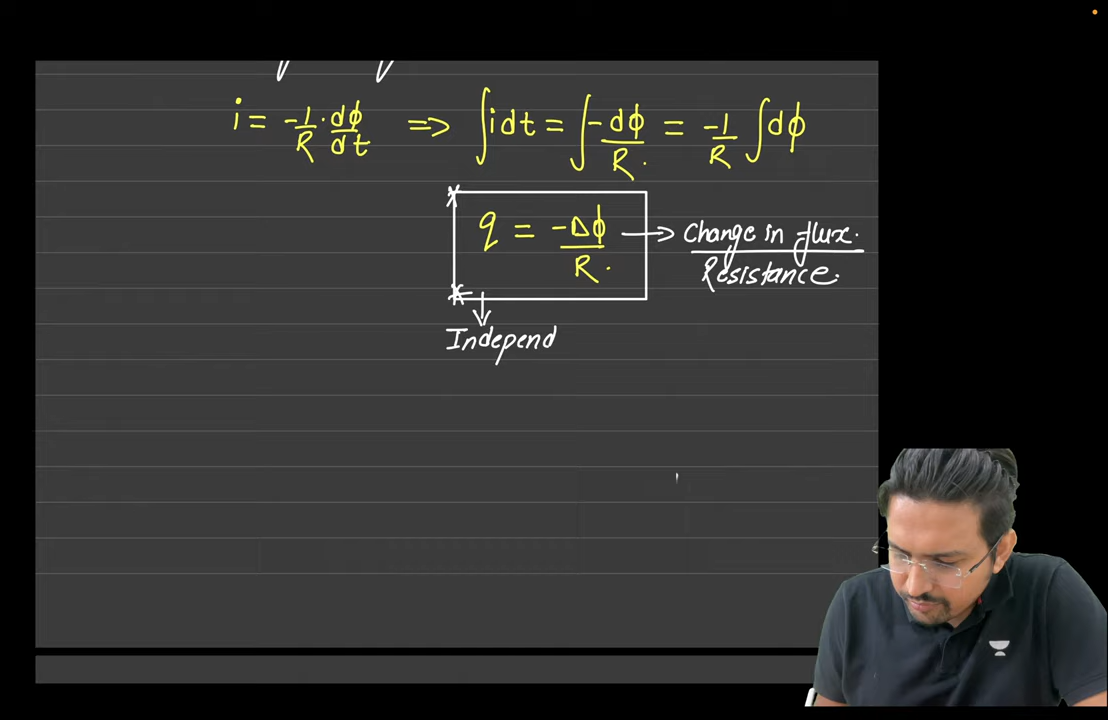 i = -1/R · dϕ/dt => ∫idt = ∫-dϕ/R. = -1/R ∫dϕ
q = -Δϕ/R. → Change in flux. / Resistance.
Independ